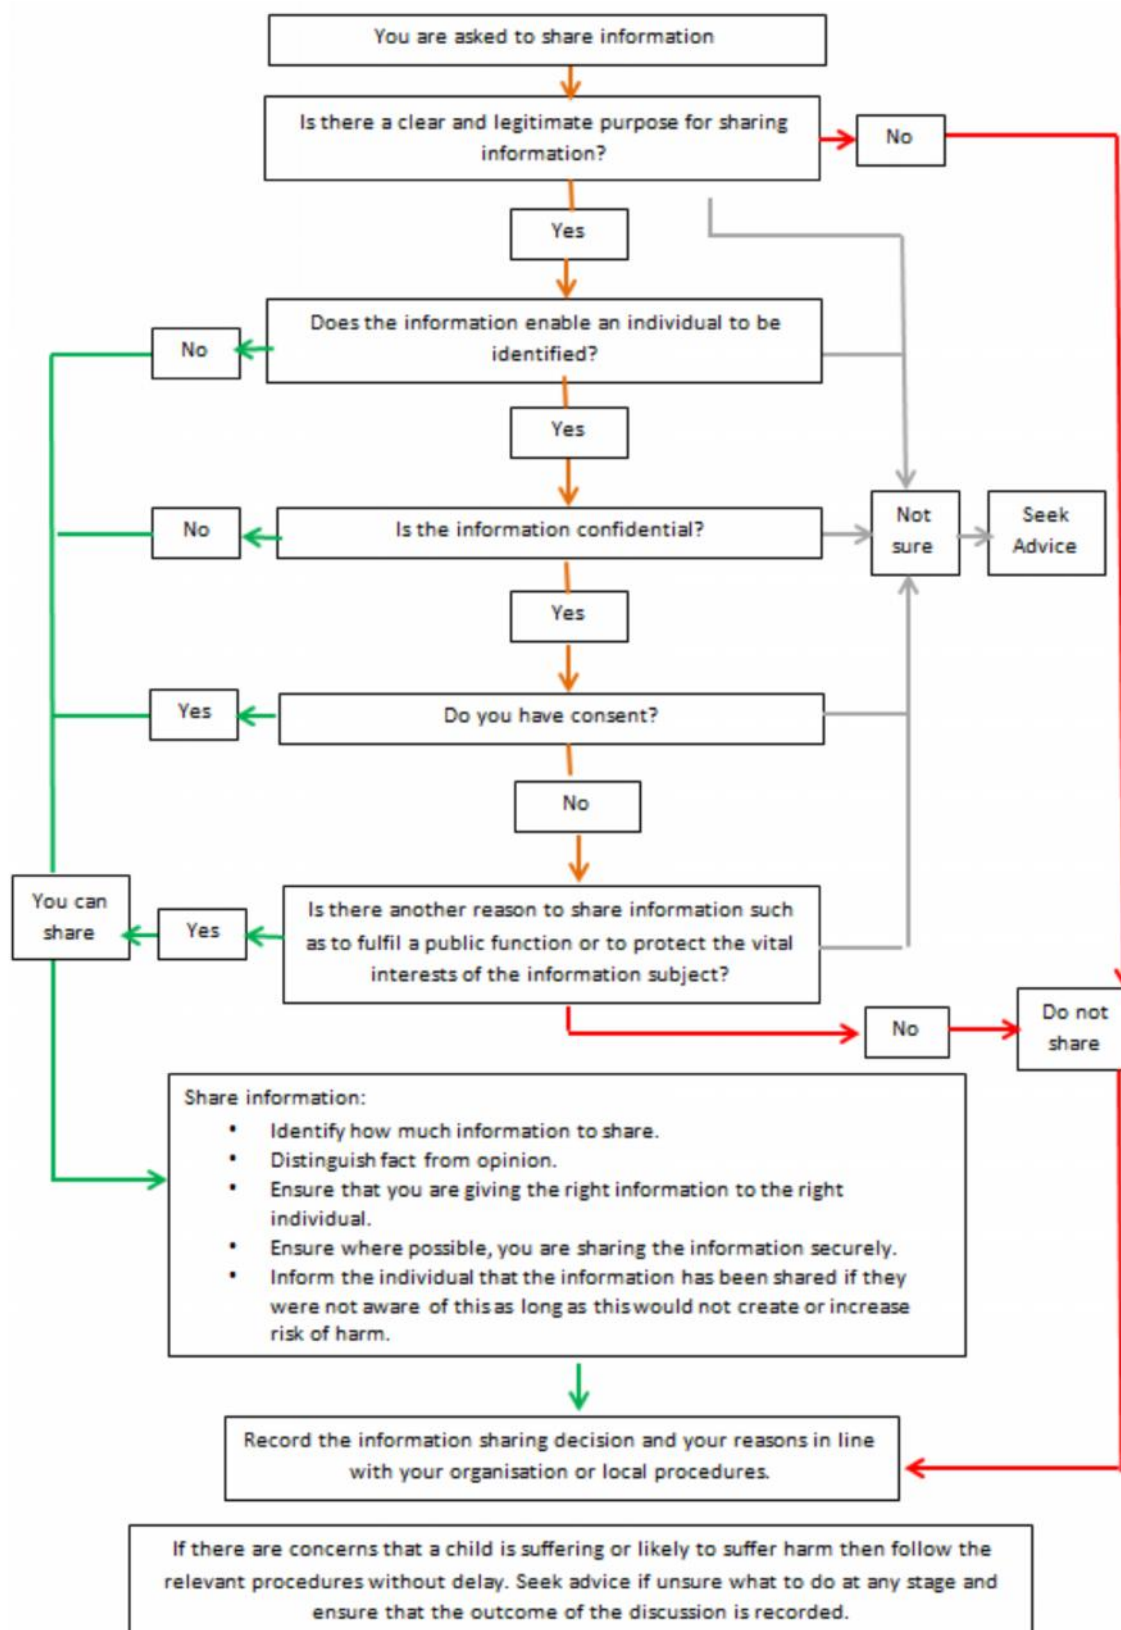 You are asked to share information
Is there a clear and legitimate purpose for sharing
information?
No
Yes
Does the information enable an individual to be
identified?
No
Yes
Is the information confidential?
No
Not
sure
Seek
Advice
Yes
Do you have consent?
Yes
No
You can
share
Yes
Is there another reason to share information such
as to fulfil a public function or to protect the vital
interests of the information subject?
No
Do not
share
Share information:
• Identify how much information to share.
• Distinguish fact from opinion.
• Ensure that you are giving the right information to the right
individual.
• Ensure where possible, you are sharing the information securely.
• Inform the individual that the information has been shared if they
were not aware of this as long as this would not create or increase
risk of harm.
Record the information sharing decision and your reasons in line
with your organisation or local procedures.
If there are concerns that a child is suffering or likely to suffer harm then follow the
relevant procedures without delay. Seek advice if unsure what to do at any stage and
ensure that the outcome of the discussion is recorded.